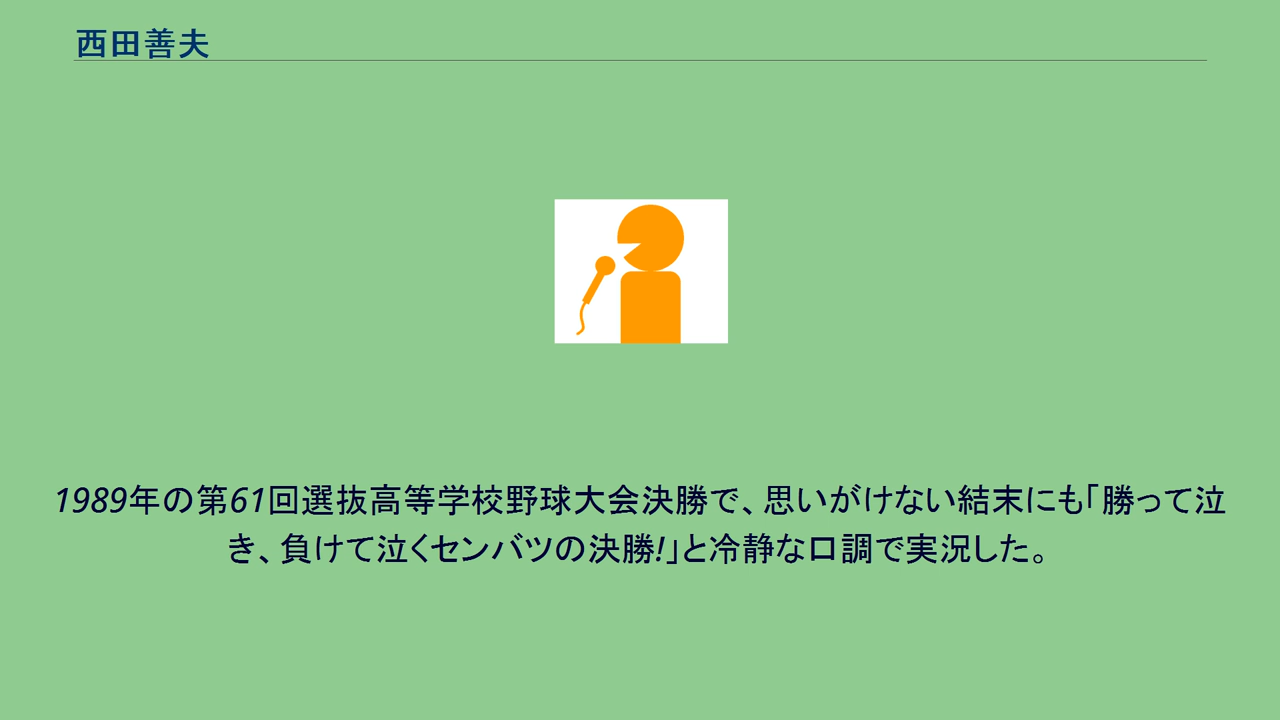 西田善夫
1989年の第61回選抜高等学校野球大会決勝で、思いがけない結末にも「勝って泣
き、負けて泣くセンバツの決勝!」と冷静な口調で実況した。